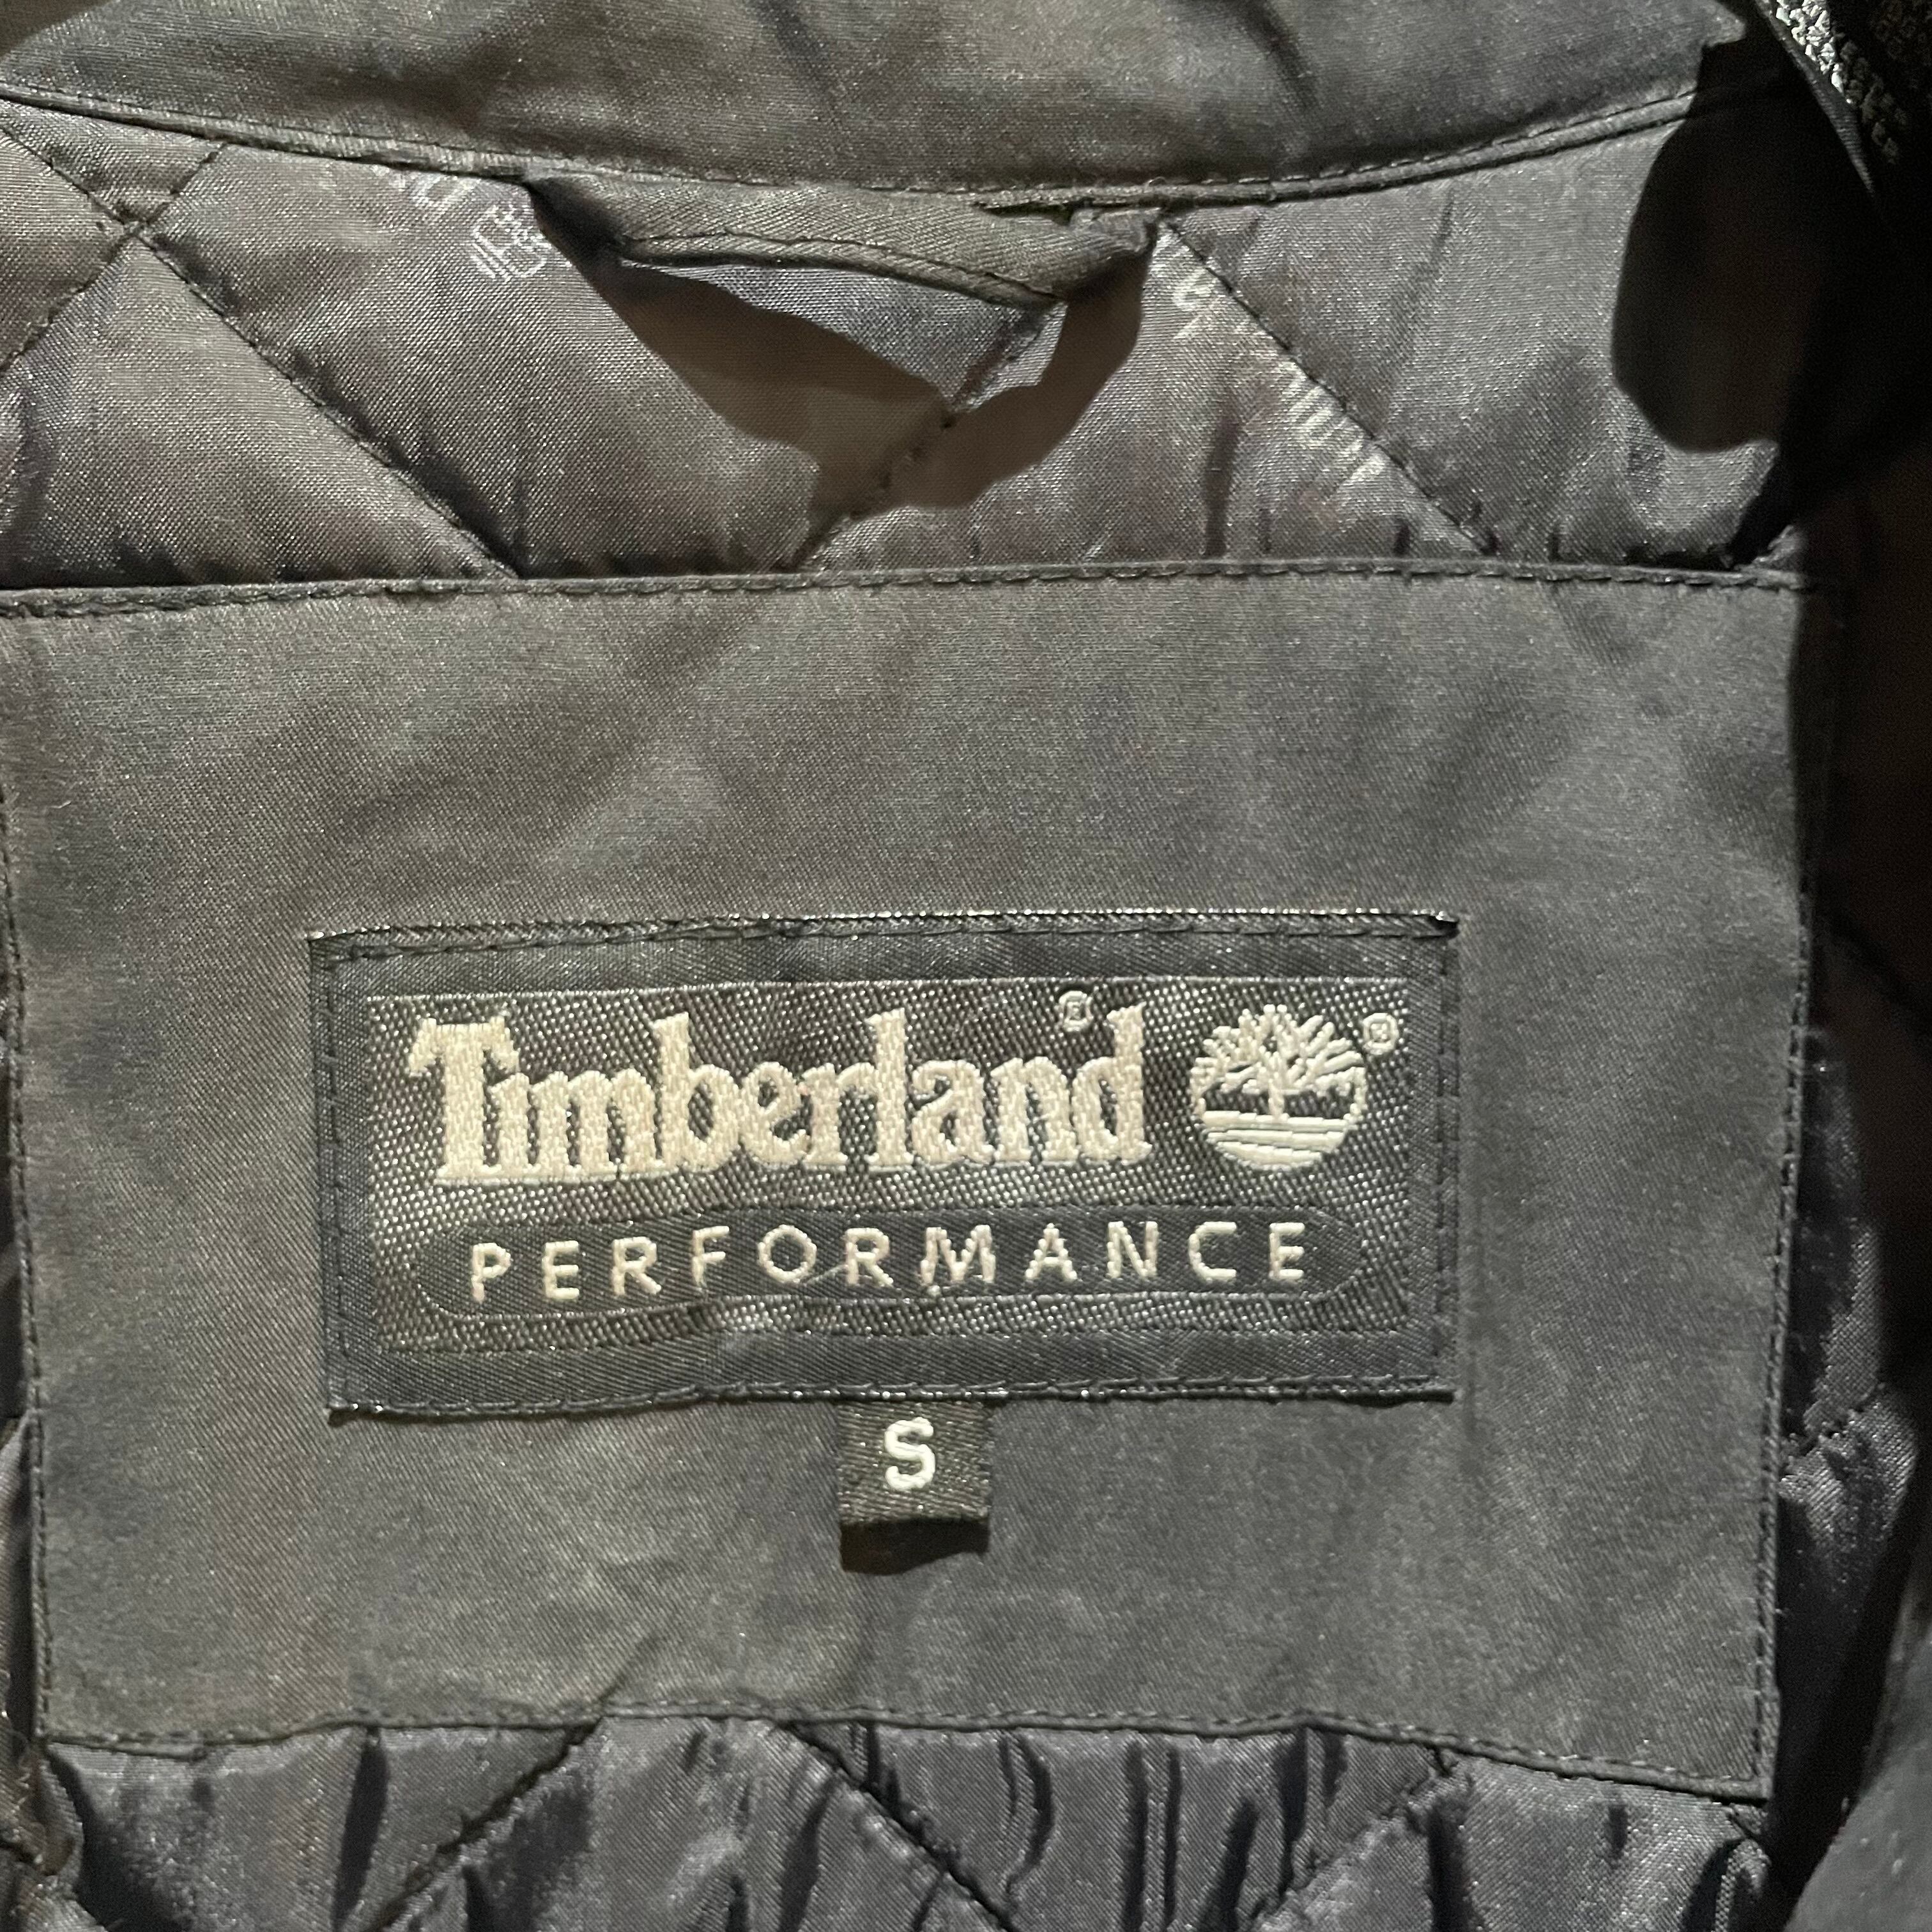 Timberland®
®
PERFORMANCE
S